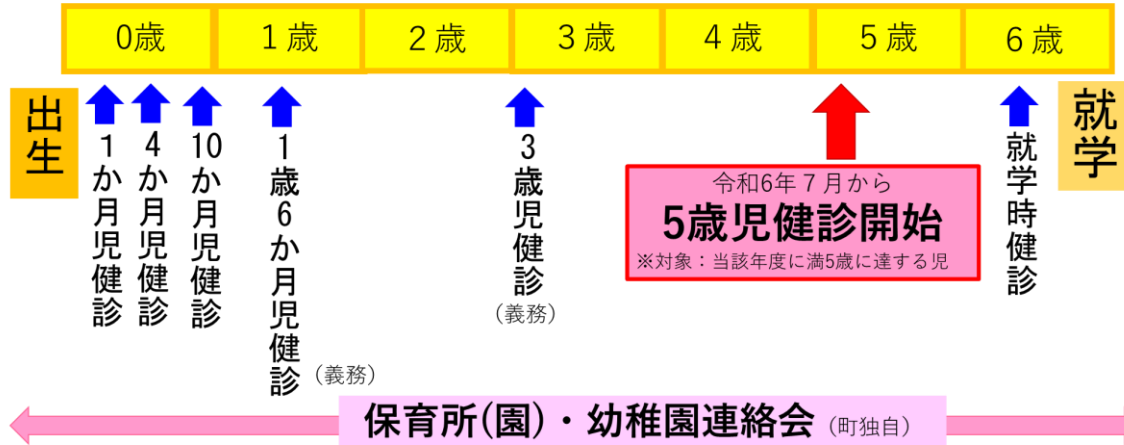 0歳
1歳
2歳
3歳
4歳
5歳
6歳
出生
1か月児健診
4か月児健診
10か月児健診
1歳6か月児健診
(義務)
3歳児健診
(義務)
令和6年7月から
5歳児健診開始
※対象：当該年度に満5歳に達する児
就学時健診
就学
保育所(園)・幼稚園連絡会 (町独自)